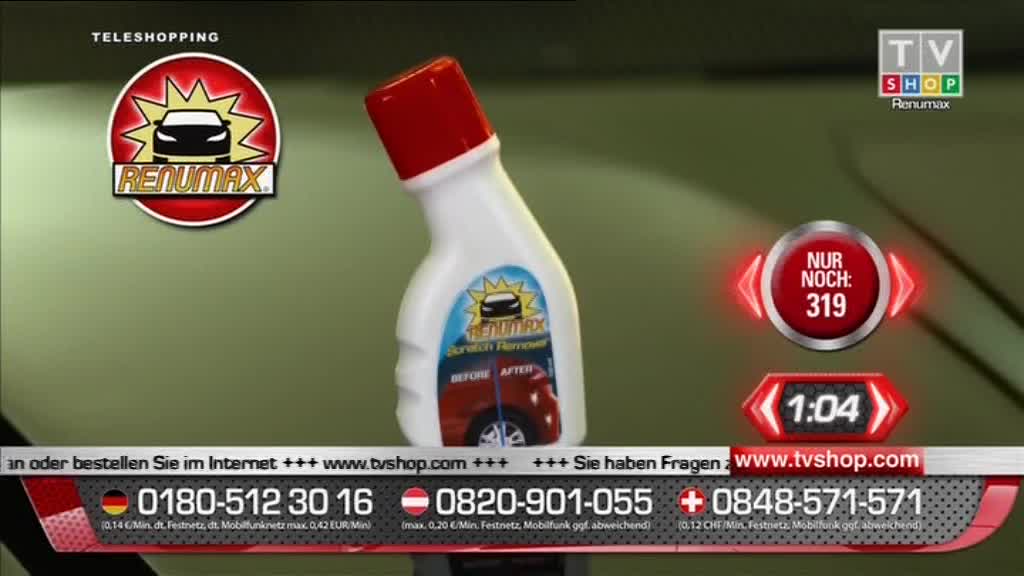 TELESHOPPING
RENUMAX
TV
SHOP
Renumax
NUR
NOCH:
319
RENUMAX
Scratch Remover
BEFORE AFTER
1:04
an oder bestellen Sie im Internet +++ www.tvshop.com +++ +++ Sie haben Fragen
www.tvshop.com
0180-512 30 16 0820-901-055 0848-571-571
(0,14 €/Min. dt. Festnetz, dt. Mobilfunknetz max. 0,42 EUR/Min) (max. 0,20 €/Min. Festnetz, Mobilfunk ggf. abweichend) (0,12 CHF/Min. Festnetz, Mobilfunk ggf. abweichend)